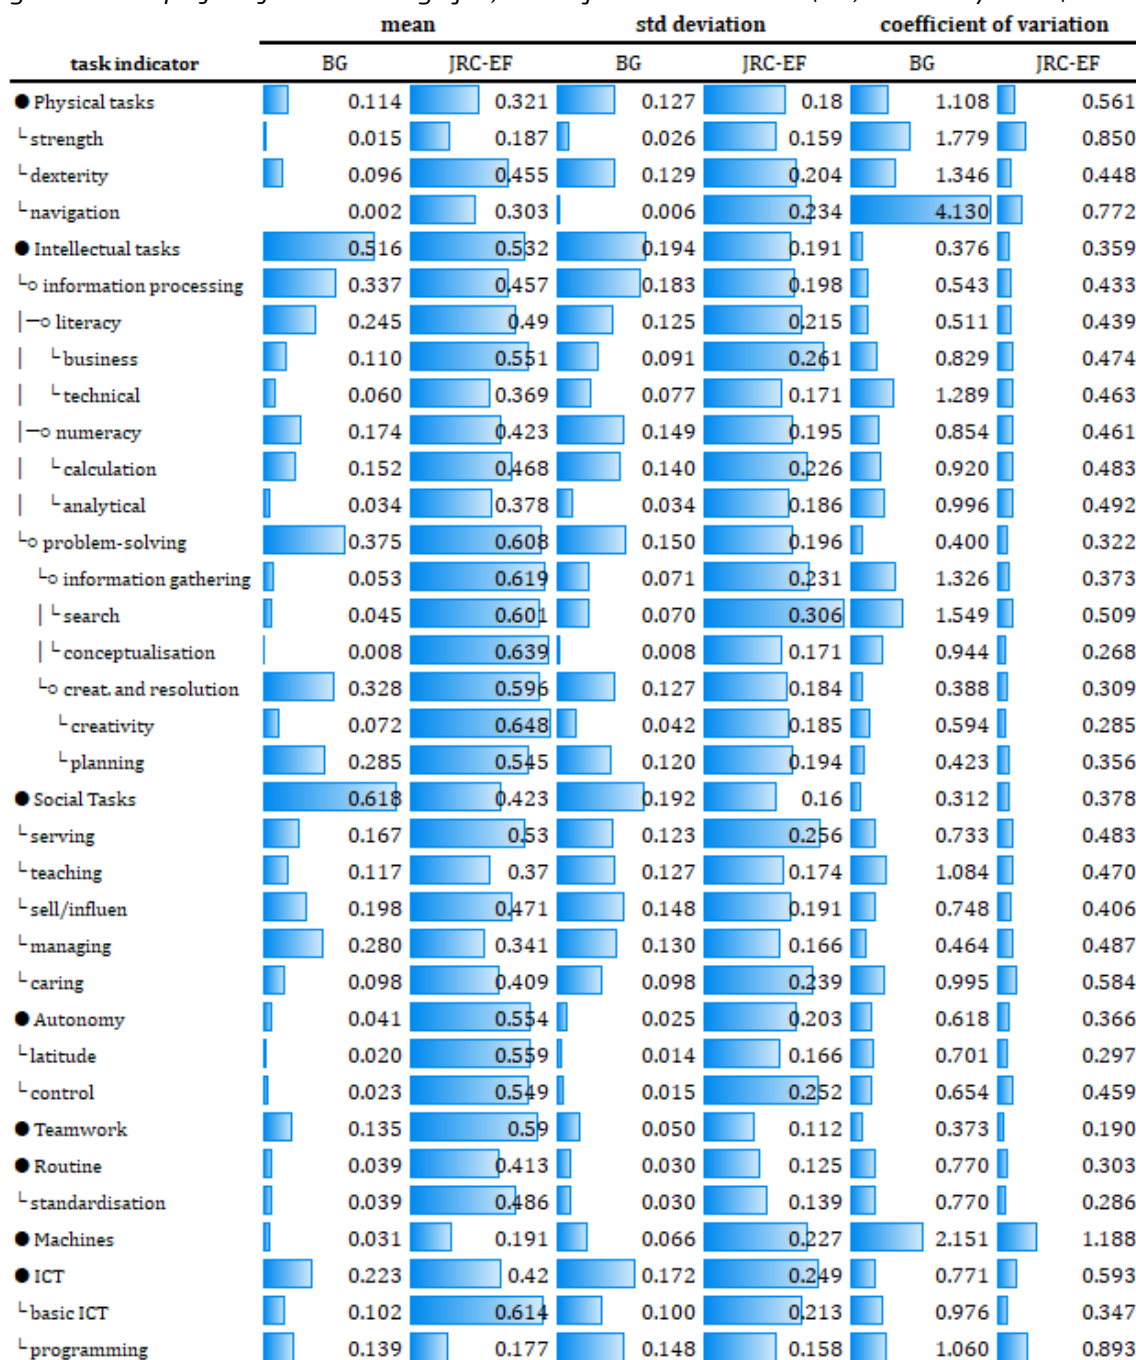 mean std deviation coefficient of variation
task indicator BG JRC-EF BG JRC-EF BG JRC-EF
● Physical tasks 0.114 0.321 0.127 0.18 1.108 0.561
└ strength 0.015 0.187 0.026 0.159 1.779 0.850
└ dexterity 0.096 0.455 0.129 0.204 1.346 0.448
└ navigation 0.002 0.303 0.006 0.234 4.130 0.772
● Intellectual tasks 0.516 0.532 0.194 0.191 0.376 0.359
└○ information processing 0.337 0.457 0.183 0.198 0.543 0.433
│─○ literacy 0.245 0.49 0.125 0.215 0.511 0.439
│ └ business 0.110 0.551 0.091 0.261 0.829 0.474
│ └ technical 0.060 0.369 0.077 0.171 1.289 0.463
│─○ numeracy 0.174 0.423 0.149 0.195 0.854 0.461
│ └ calculation 0.152 0.468 0.140 0.226 0.920 0.483
│ └ analytical 0.034 0.378 0.034 0.186 0.996 0.492
└○ problem-solving 0.375 0.608 0.150 0.196 0.400 0.322
└○ information gathering 0.053 0.619 0.071 0.231 1.326 0.373
│ └ search 0.045 0.601 0.070 0.306 1.549 0.509
│ └ conceptualisation 0.008 0.639 0.008 0.171 0.944 0.268
└○ creat. and resolution 0.328 0.596 0.127 0.184 0.388 0.309
└ creativity 0.072 0.648 0.042 0.185 0.594 0.285
└ planning 0.285 0.545 0.120 0.194 0.423 0.356
● Social Tasks 0.618 0.423 0.192 0.16 0.312 0.378
└ serving 0.167 0.53 0.123 0.256 0.733 0.483
└ teaching 0.117 0.37 0.127 0.174 1.084 0.470
└ sell/influen 0.198 0.471 0.148 0.191 0.748 0.406
└ managing 0.280 0.341 0.130 0.166 0.464 0.487
└ caring 0.098 0.409 0.098 0.239 0.995 0.584
● Autonomy 0.041 0.554 0.025 0.203 0.618 0.366
└ latitude 0.020 0.559 0.014 0.166 0.701 0.297
└ control 0.023 0.549 0.015 0.252 0.654 0.459
● Teamwork 0.135 0.59 0.050 0.112 0.373 0.190
● Routine 0.039 0.413 0.030 0.125 0.770 0.303
└ standardisation 0.039 0.486 0.030 0.139 0.770 0.286
● Machines 0.031 0.191 0.066 0.227 2.151 1.188
● ICT 0.223 0.42 0.172 0.249 0.771 0.593
└ basic ICT 0.102 0.614 0.100 0.213 0.976 0.347
└ programming 0.139 0.177 0.148 0.158 1.060 0.893